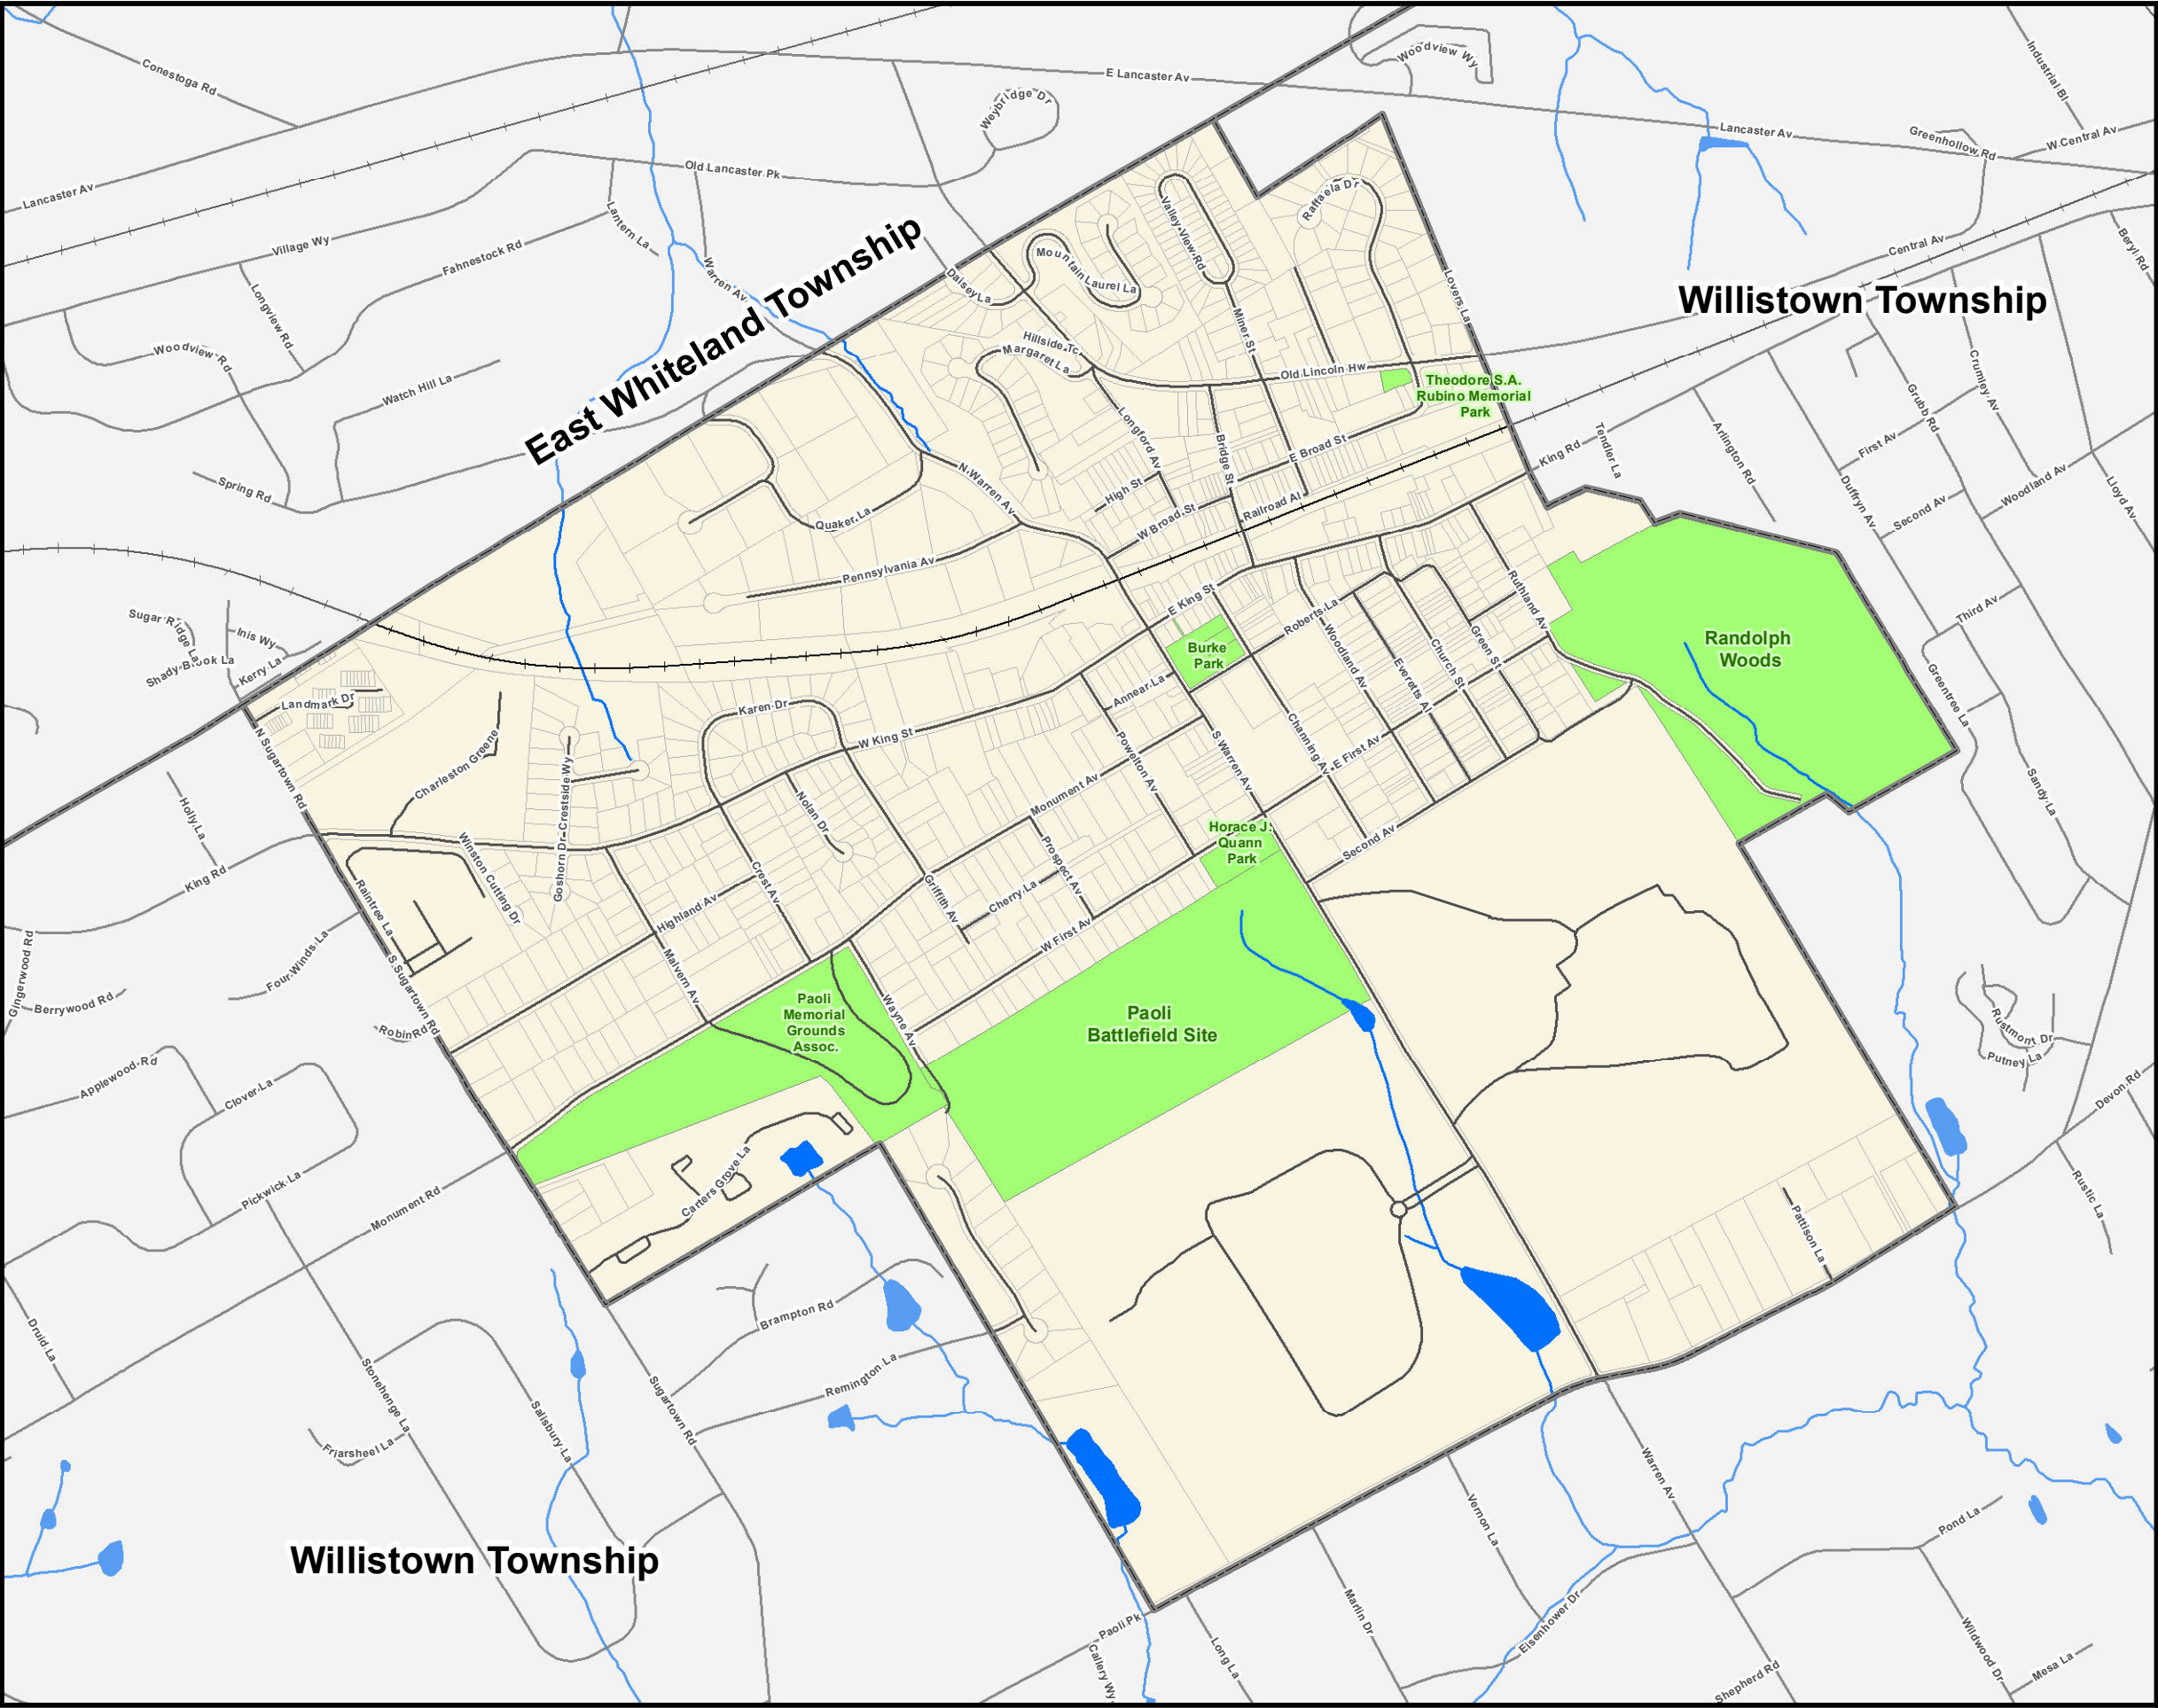 Conestoga Rd
E Lancaster Av
Woodview Wy
Industrial Bl
Weybridge Dr
Lancaster Av
Greenhollow Rd
W Central Av
Old Lancaster Pk
Lancaster Av
Village Wy
Fahnestock Rd
Lantern La
Warren Av
East Whiteland Township
Daisey La
Mountain Laurel La
Valley View Rd
Raffaela Dr
Lovers La
Willistown Township
Central Av
Beryl Rd
Longview Rd
Woodview Rd
Watch Hill La
Spring Rd
Hillside Tc
Margaret La
Miner St
Old Lincoln Hw
Theodore S.A.
Rubino Memorial
Park
Longford Av
Bridge St
E Broad St
High St
W Broad St
Railroad Al
N Warren Av
Quaker La
Pennsylvania Av
King Rd
Tendler La
Arlington Rd
Duffryn Av
First Av
Grubb Rd
Crumley Av
Second Av
Woodland Av
Lloyd Av
Third Av
Greentree La
Sandy La
Sugar Ridge La
Inis Wy
Shady Brook La
Kerry La
Landmark Dr
N Sugartown Rd
Charleston Greene
Karen Dr
W King St
E King St
Burke
Park
Roberts La
Annear La
Ruthland Av
Randolph
Woods
Woodland Av
Everetts Al
Church St
Green St
Channing Av
E First Av
S Warren Av
Powelton Av
Monument Av
Second Av
Horace J.
Quann
Park
Holly La
King Rd
Goshorn Dr
Crestside Wy
Winston Cutting Dr
Raintree La
Nolan Dr
Crest Av
Highland Av
Griffith Av
Cherry La
Prospect Av
W First Av
Malvern Av
Wayne Av
S Sugartown Rd
Four Winds La
Gingerwood Rd
Berrywood Rd
Robin Rd
Applewood Rd
Clover La
Paoli
Memorial
Grounds
Assoc.
Paoli
Battlefield Site
Rustmont Dr
Putney La
Devon Rd
Rustic La
Pickwick La
Monument Rd
Carters Grove La
Pattison La
Druid La
Brampton Rd
Remington La
Stonehenge La
Salisbury La
Sugartown Rd
Friarsheel La
Willistown Township
Warren Av
Vernon La
Pond La
Marlin Dr
Eisenhower Dr
Paoli Pk
Callery Wy
Long La
Shepherd Rd
Wildwood Dr
Mesa La